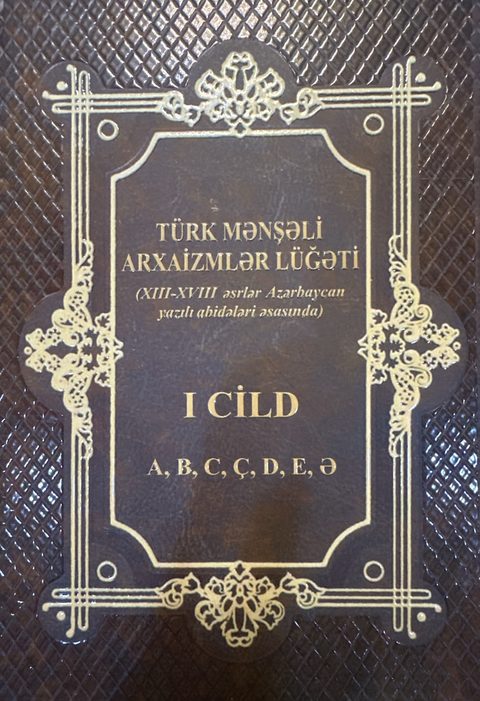 TÜRK MƏNŞƏLİ
ARXAİZMLƏR LÜĞƏTİ
(XIII-XVIII əsrlər Azərbaycan
yazılı abidələri əsasında)
I CİLD
A, B, C, Ç, D, E, Ə